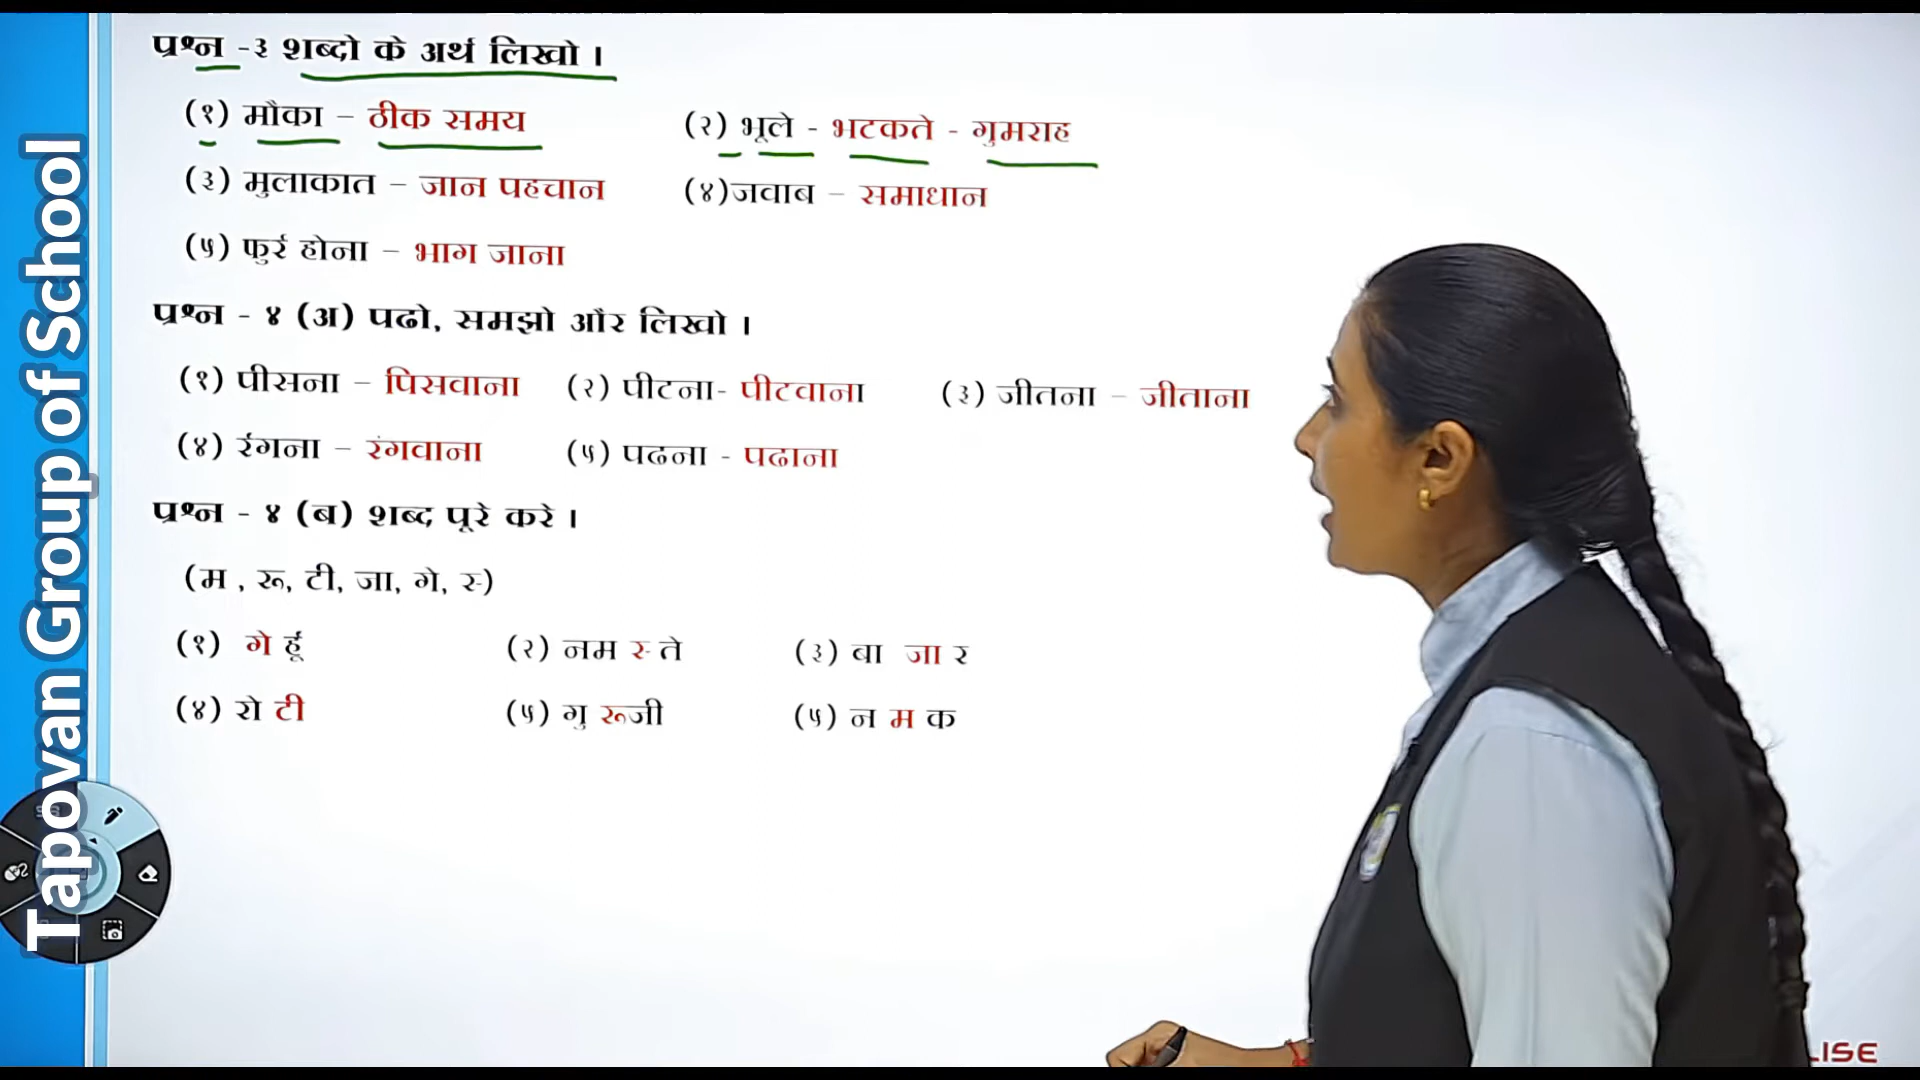 प्रश्न -३ शब्दो के अर्थ लिखो ।
(१) मौका – ठीक समय (२) भूले - भटकते - गुमराह
(३) मुलाकात – जान पहचान (४)जवाब – समाधान
(५) फुर्र होना – भाग जाना
प्रश्न - ४ (अ) पढो, समझो और लिखो ।
(१) पीसना – पिसवाना (२) पीटना- पीटवाना (३) जीतना – जीताना
(४) रंगना – रंगवाना (५) पढना - पढाना
प्रश्न - ४ (ब) शब्द पूरे करे ।
(म , रू, टी, जा, गे, स्)
(१) गे हूँ (२) नम स् ते (३) बा जा र
(४) रो टी (५) गु रूजी (५) न म क
Tapovan Group of School